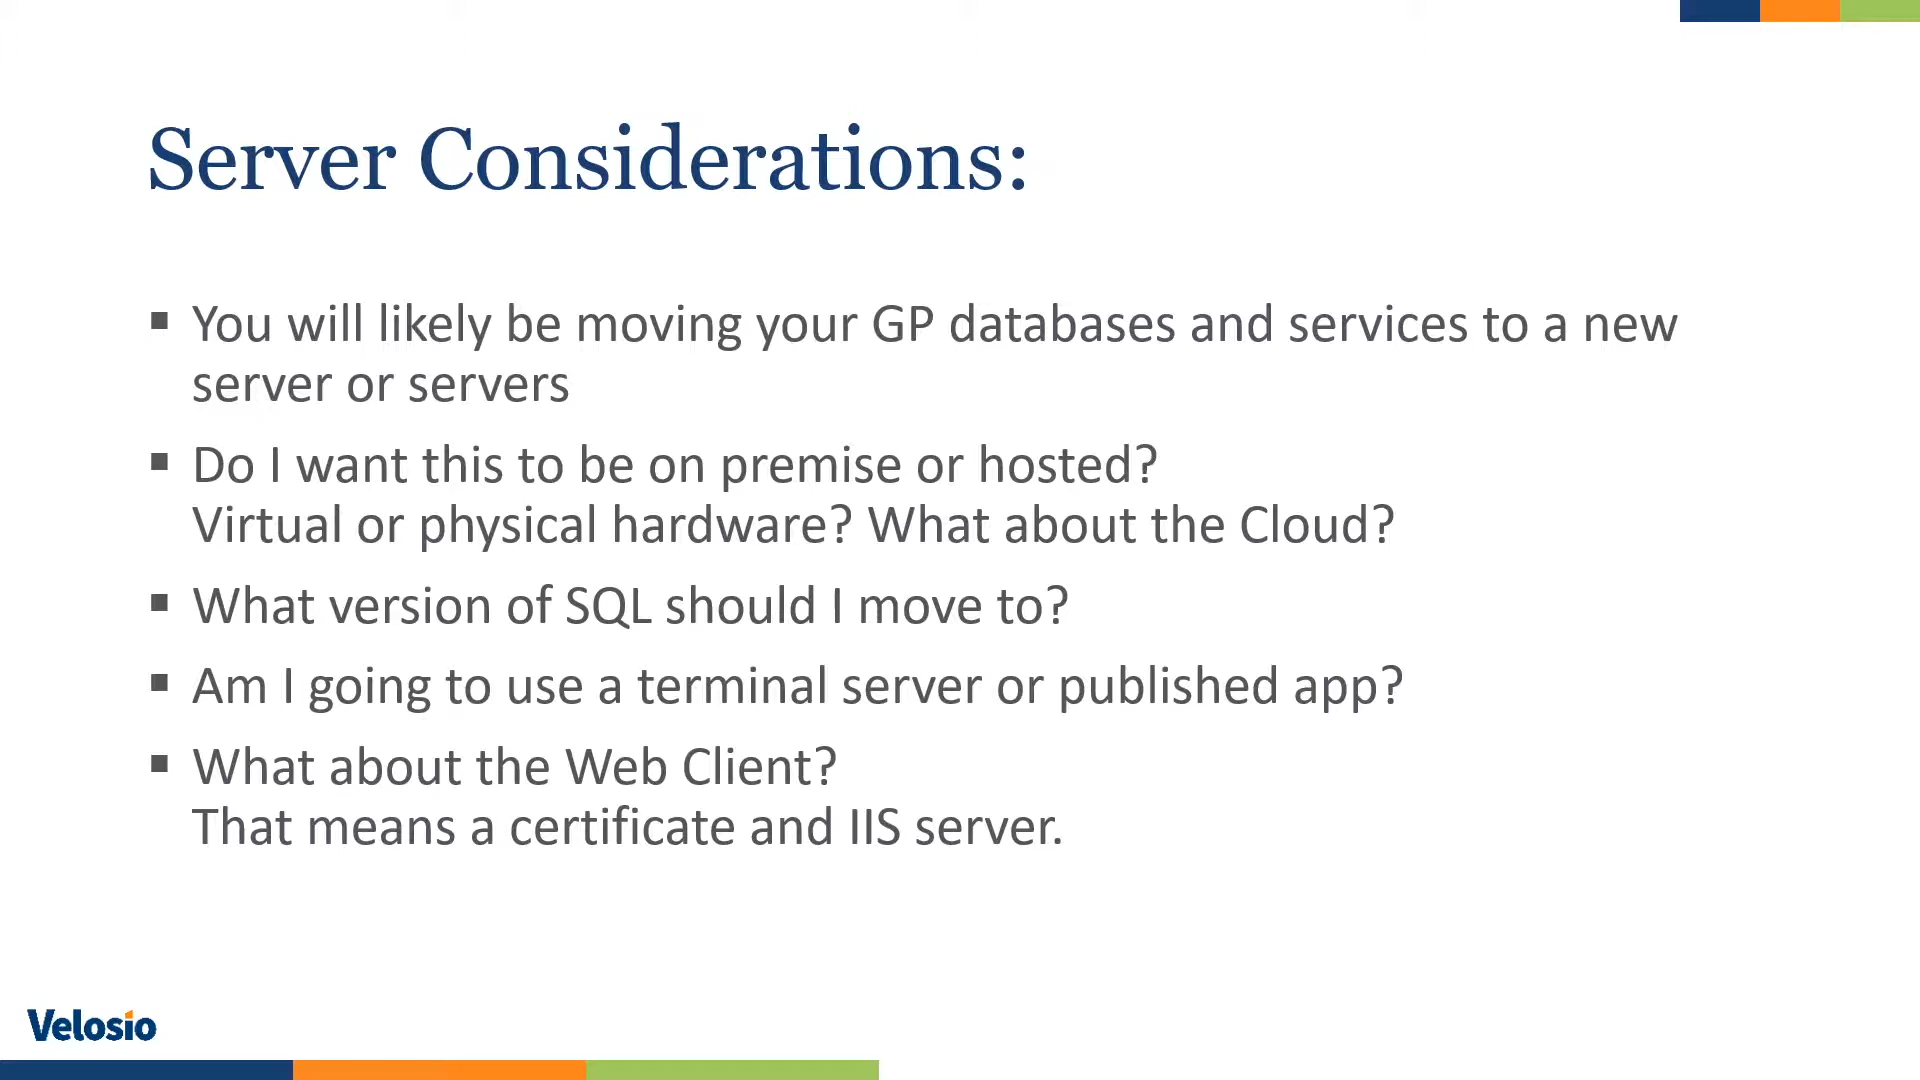 Server Considerations:
▪ You will likely be moving your GP databases and services to a new
server or servers
▪ Do I want this to be on premise or hosted?
Virtual or physical hardware? What about the Cloud?
▪ What version of SQL should I move to?
▪ Am I going to use a terminal server or published app?
▪ What about the Web Client?
That means a certificate and IIS server.
Velosio